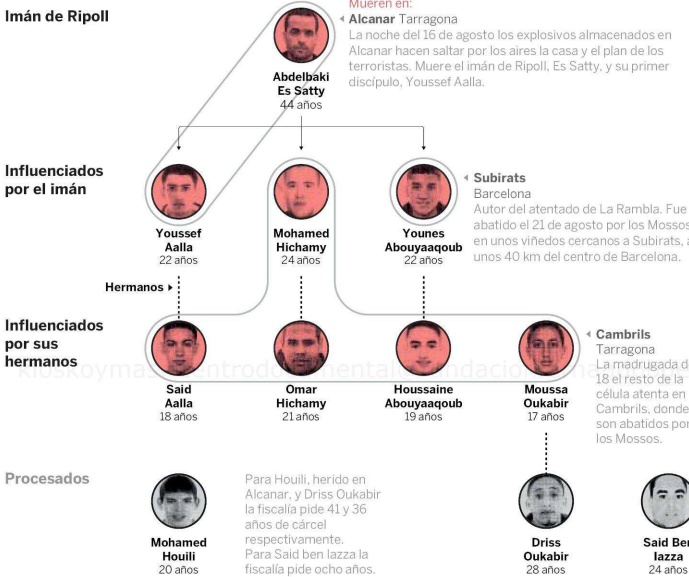 Imán de Ripoll
Mueren en:
Alcanar Tarragona
La noche del 16 de agosto los explosivos almacenados en
Alcanar hacen saltar por los aires la casa y el plan de los
terroristas. Muere el imán de Ripoll, Es Satty, y su primer
discípulo, Youssef Aalla.
Abdelbaki
Es Satty
44 años
Influenciados
por el imán
Youssef
Aalla
22 años
Mohamed
Hichamy
24 años
Younes
Abouyaaqoub
22 años
Subirats
Barcelona
Autor del atentado de La Rambla. Fue
abatido el 21 de agosto por los Mossos
en unos viñedos cercanos a Subirats, a
unos 40 km del centro de Barcelona.
Hermanos
Influenciados
por sus
hermanos
Said
Aalla
18 años
Omar
Hichamy
21 años
Houssaine
Abouyaaqoub
19 años
Moussa
Oukabir
17 años
Cambrils
Tarragona
La madrugada de
18 el resto de la
célula atenta en
Cambrils, donde
son abatidos por
los Mossos.
Procesados
Mohamed
Houili
20 años
Para Houili, herido en
Alcanar, y Driss Oukabir
la fiscalía pide 41 y 36
años de cárcel
respectivamente.
Para Said ben Iazza la
fiscalía pide ocho años.
Driss
Oukabir
28 años
Said Ben
Iazza
24 años